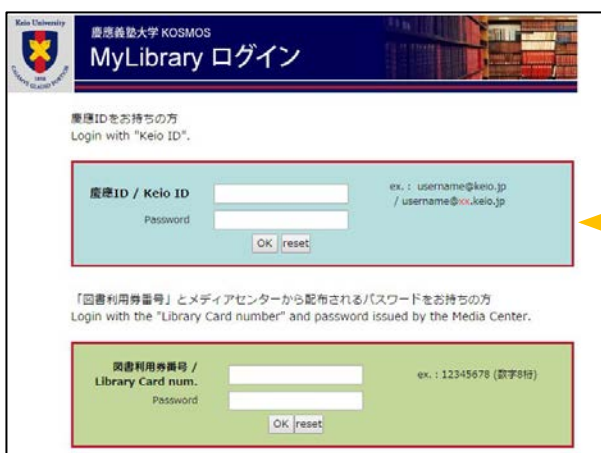 Keio University
慶應義塾大学 KOSMOS
MyLibrary ログイン
1858
CALAMVS GLADIO FORTIOR
慶應IDをお持ちの方
Login with "Keio ID".
慶應ID / Keio ID
ex. : username@keio.jp
/ username@xx.keio.jp
Password
OK reset
「図書利用券番号」とメディアセンターから配布されるパスワードをお持ちの方
Login with the "Library Card number" and password issued by the Media Center.
図書利用券番号 /
Library Card num.
ex. : 12345678 (数字8桁)
Password
OK reset